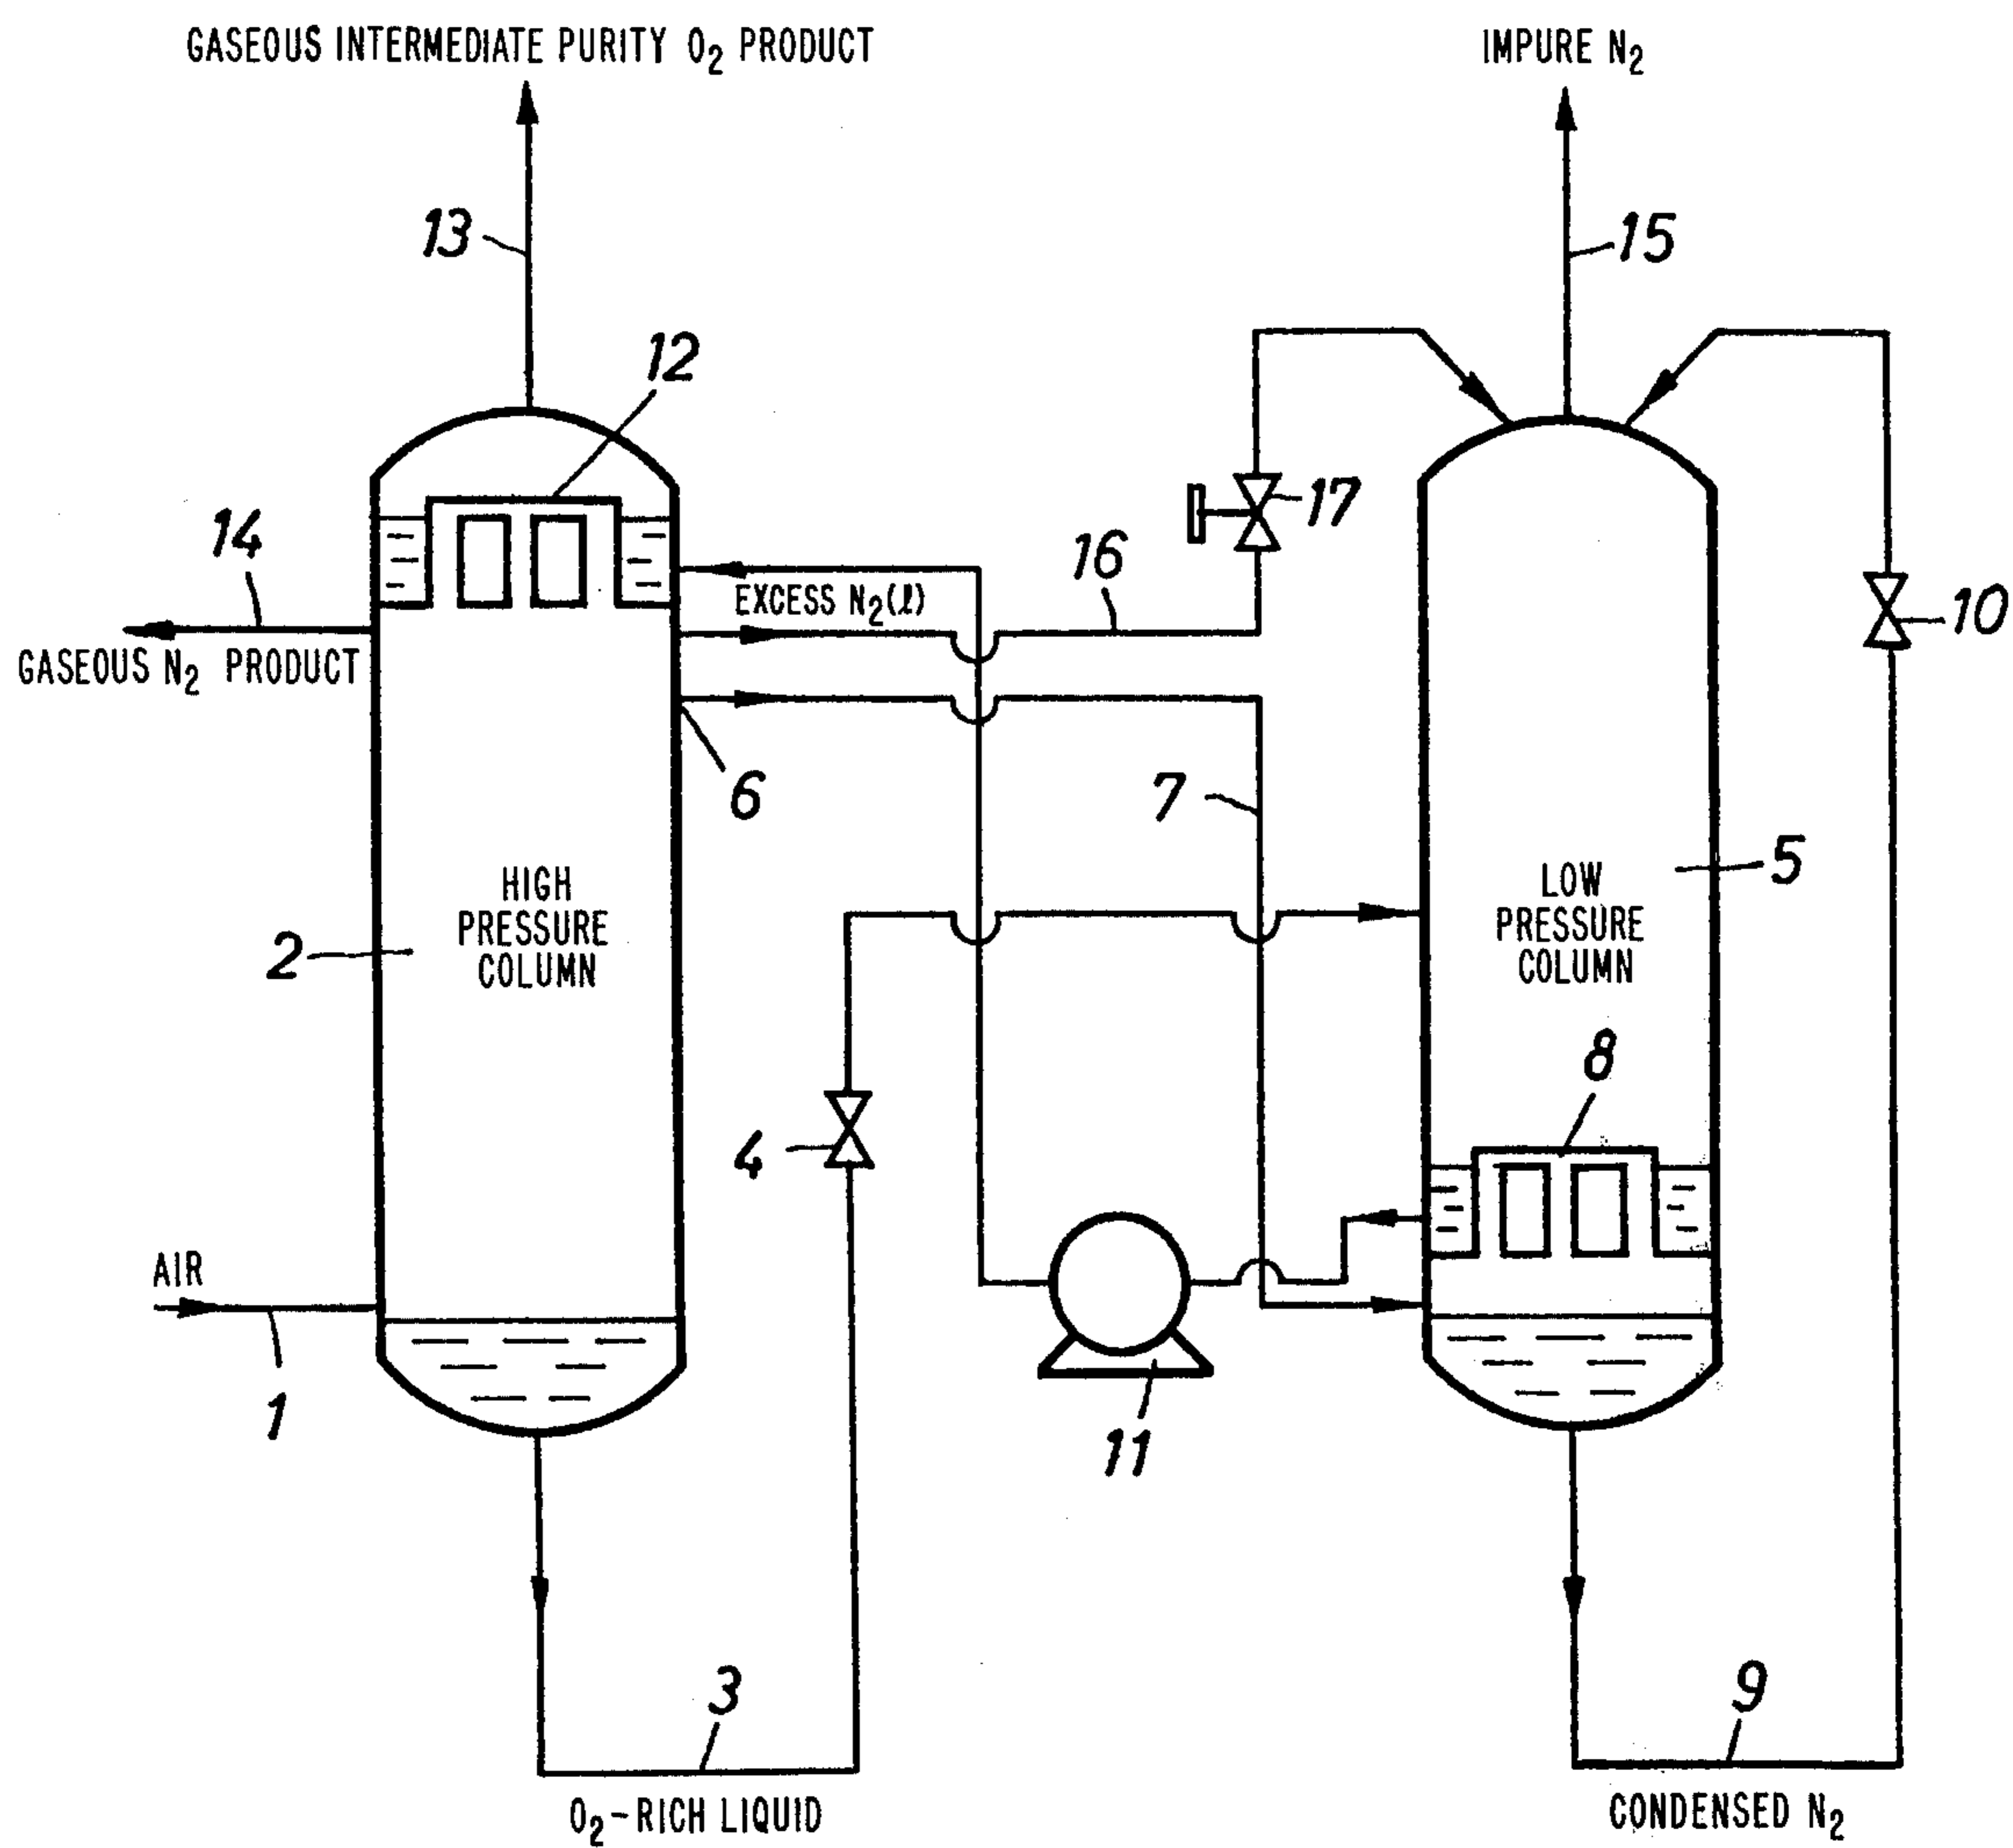 GASEOUS INTERMEDIATE PURITY O₂ PRODUCT
IMPURE N₂
13
15
12
17
14
16
EXCESS N₂(ℓ)
10
GASEOUS N₂ PRODUCT
6
7
HIGH
PRESSURE
COLUMN
LOW
PRESSURE
COLUMN
5
2
8
4
AIR
1
11
3
9
O₂-RICH LIQUID
CONDENSED N₂